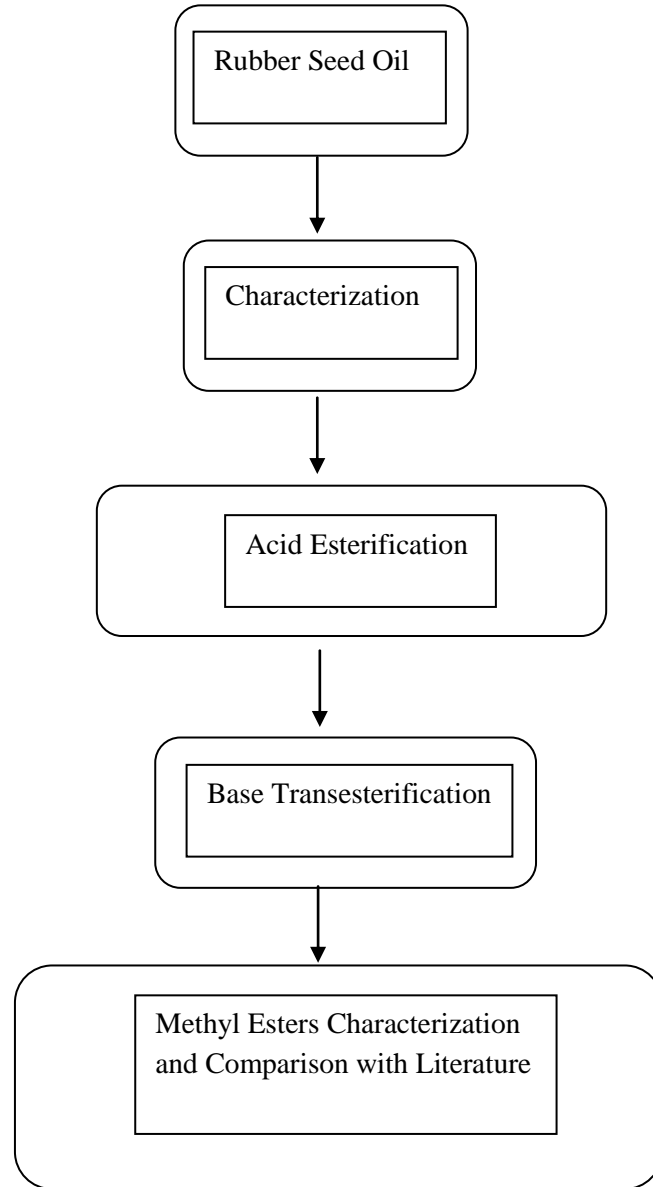 Rubber Seed Oil
Characterization
Acid Esterification
Base Transesterification
Methyl Esters Characterization
and Comparison with Literature